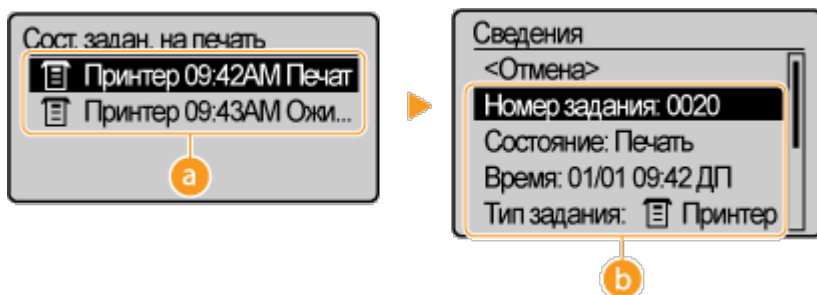 Сост. задан. на печать
Принтер 09:42AM Печат
Принтер 09:43AM Ожи...
a
Сведения
<Отмена>
Номер задания: 0020
Состояние: Печать
Время: 01/01 09:42 ДП
Тип задания: Принтер
b